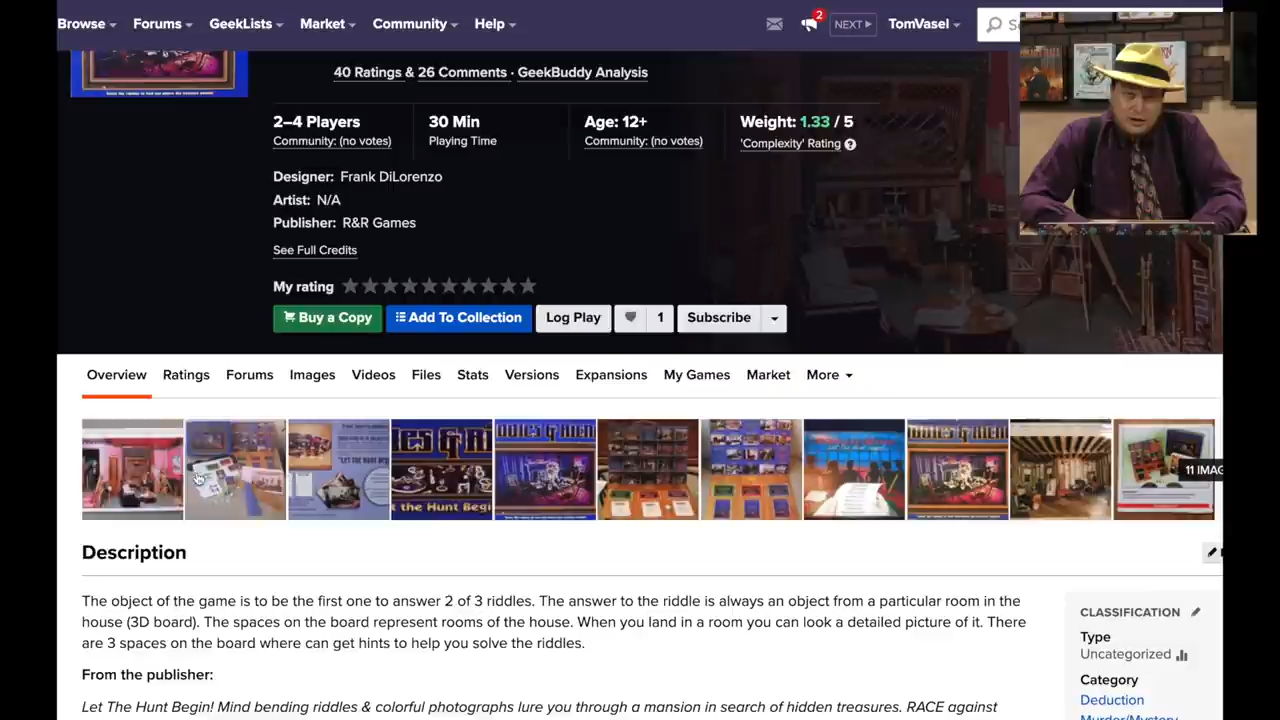 Browse Forums GeekLists Market Community Help 2 NEXT TomVasel
40 Ratings & 26 Comments · GeekBuddy Analysis
2–4 Players 30 Min Age: 12+ Weight: 1.33 / 5
Community: (no votes) Playing Time Community: (no votes) 'Complexity' Rating ?
Designer: Frank DiLorenzo
Artist: N/A
Publisher: R&R Games
See Full Credits
My rating
Buy a Copy Add To Collection Log Play 1 Subscribe
Overview Ratings Forums Images Videos Files Stats Versions Expansions My Games Market More
11 IMAG
Description
The object of the game is to be the first one to answer 2 of 3 riddles. The answer to the riddle is always an object from a particular room in the
house (3D board). The spaces on the board represent rooms of the house. When you land in a room you can look a detailed picture of it. There
are 3 spaces on the board where can get hints to help you solve the riddles.
From the publisher:
Let The Hunt Begin! Mind bending riddles & colorful photographs lure you through a mansion in search of hidden treasures. RACE against
CLASSIFICATION
Type
Uncategorized
Category
Deduction
Murder/Mystery